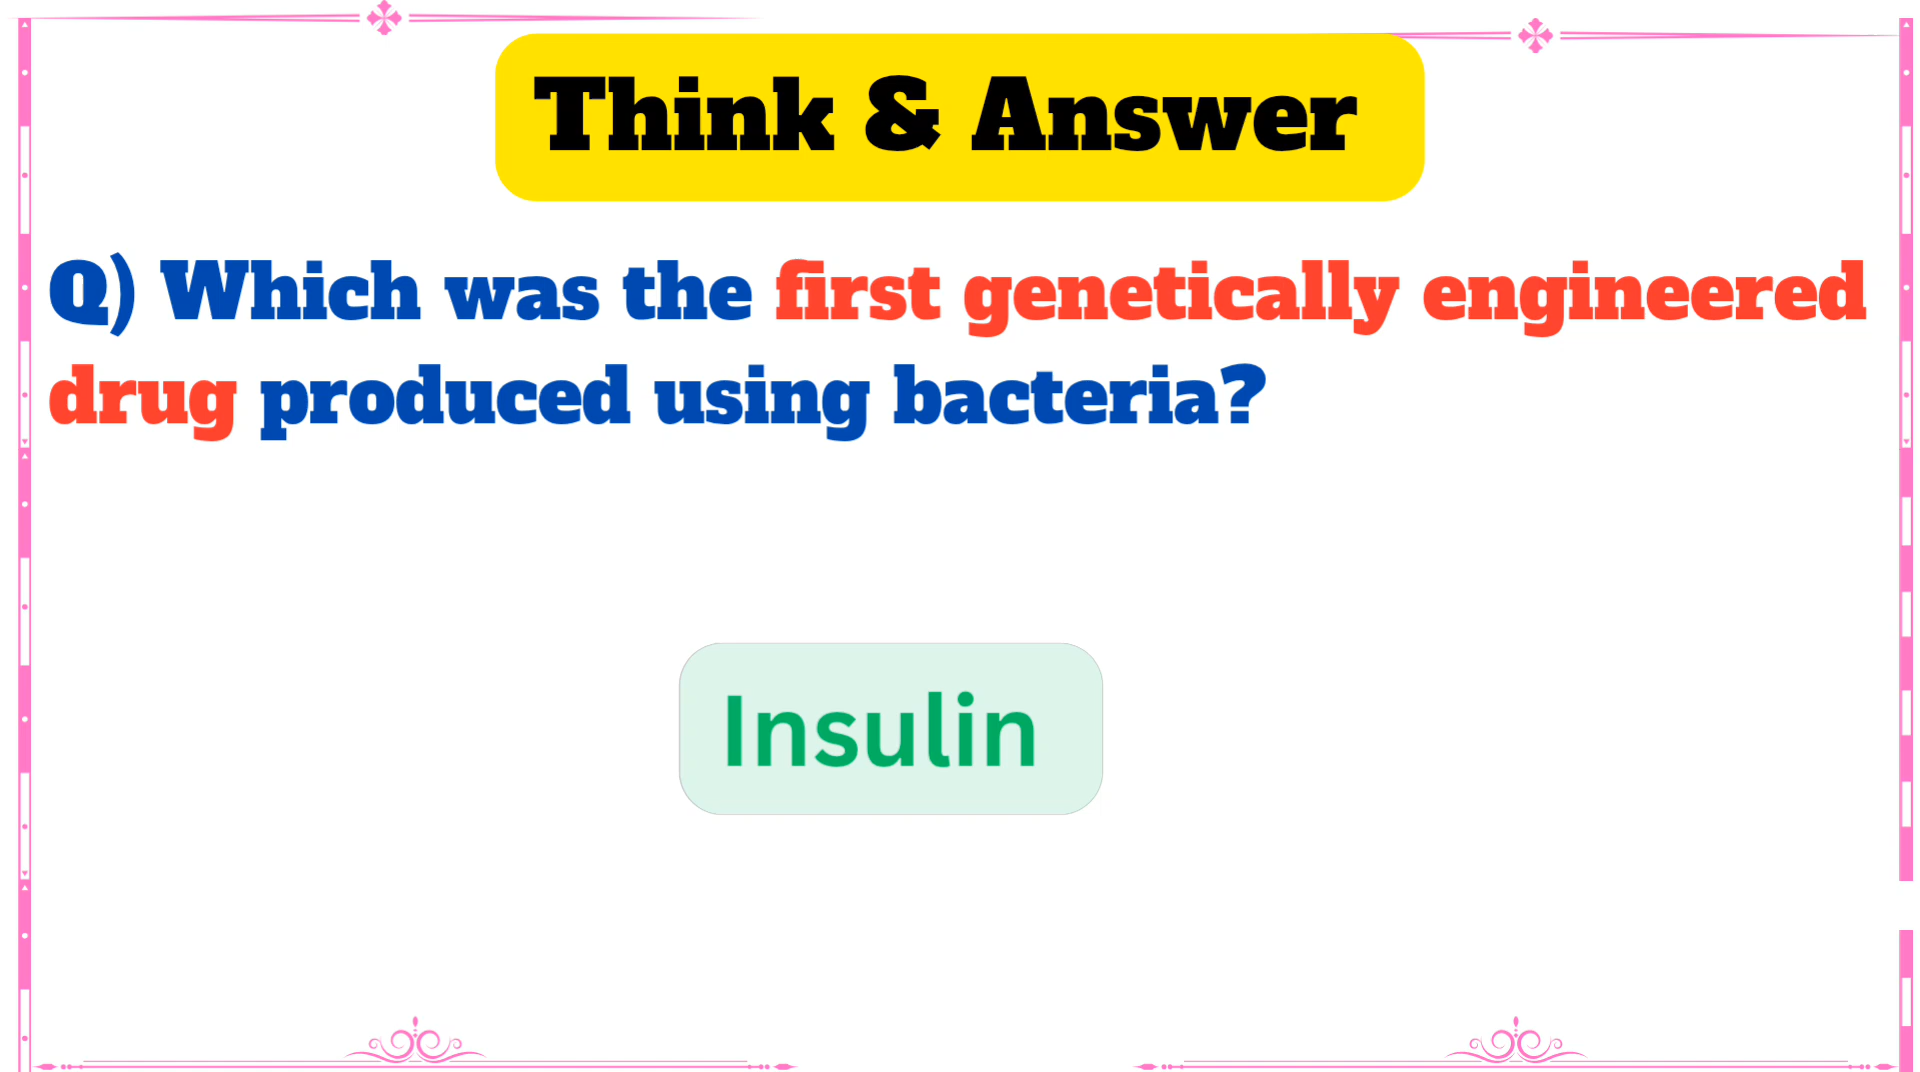 Think & Answer
Q) Which was the first genetically engineered
drug produced using bacteria?
Insulin